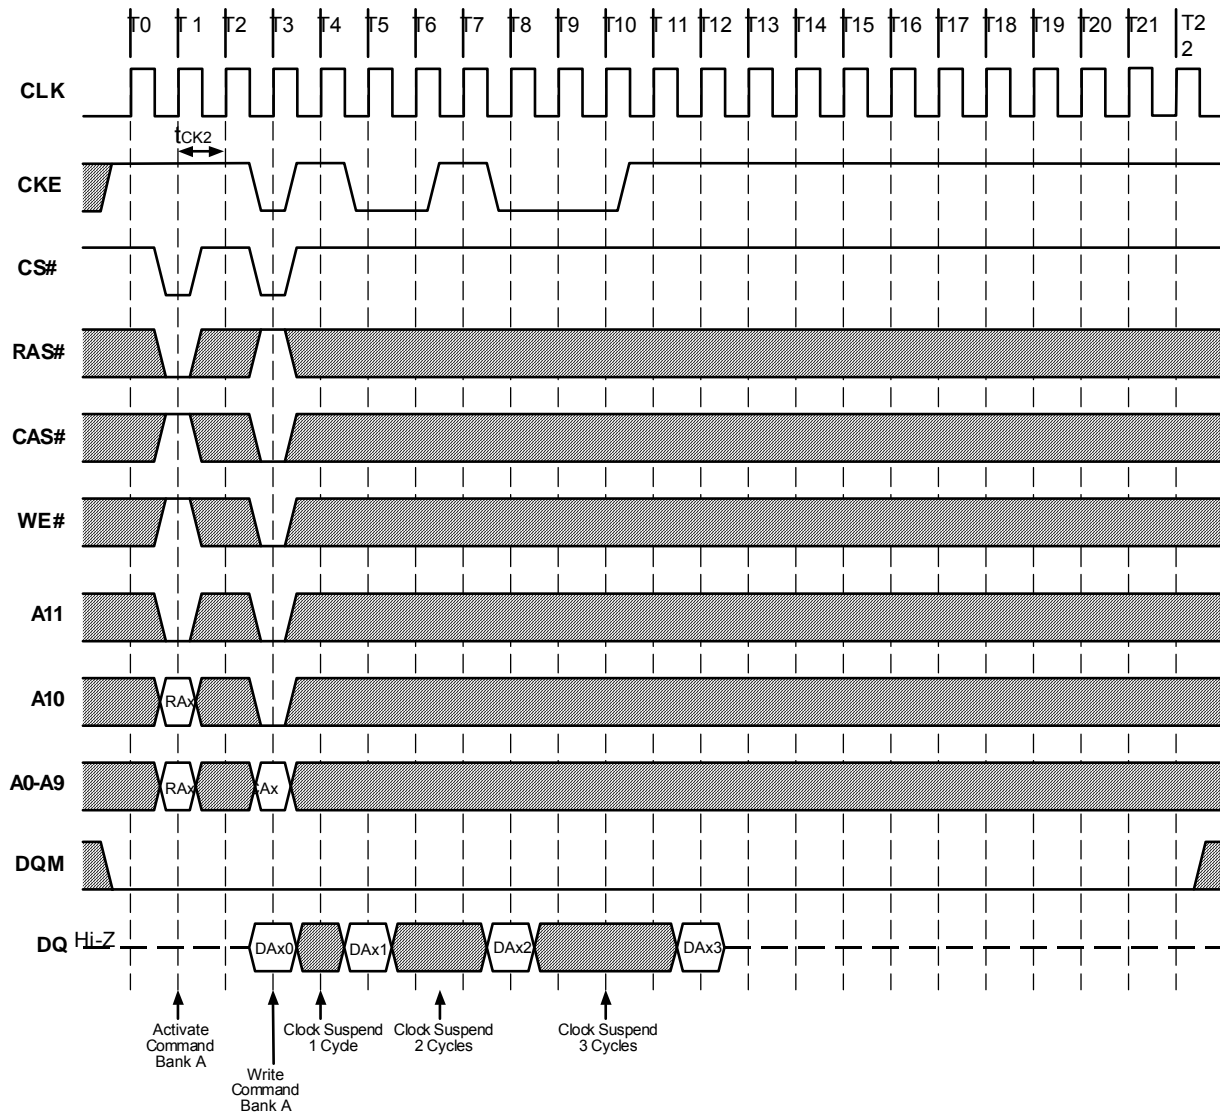 T0 T 1 T2 T3 T4 T5 T6 T7 T8 T9 T10 T 11 T12 T13 T14 T15 T16 T17 T18 T19 T20 T21 T2
2
CLK
tCK2
CKE
CS#
RAS#
CAS#
WE#
A11
A10 RAx
A0-A9 RAx CAx
DQM
DQ Hi-Z DAx0 DAx1 DAx2 DAx3
Activate
Command
Bank A
Write
Command
Bank A
Clock Suspend
1 Cycle
Clock Suspend
2 Cycles
Clock Suspend
3 Cycles